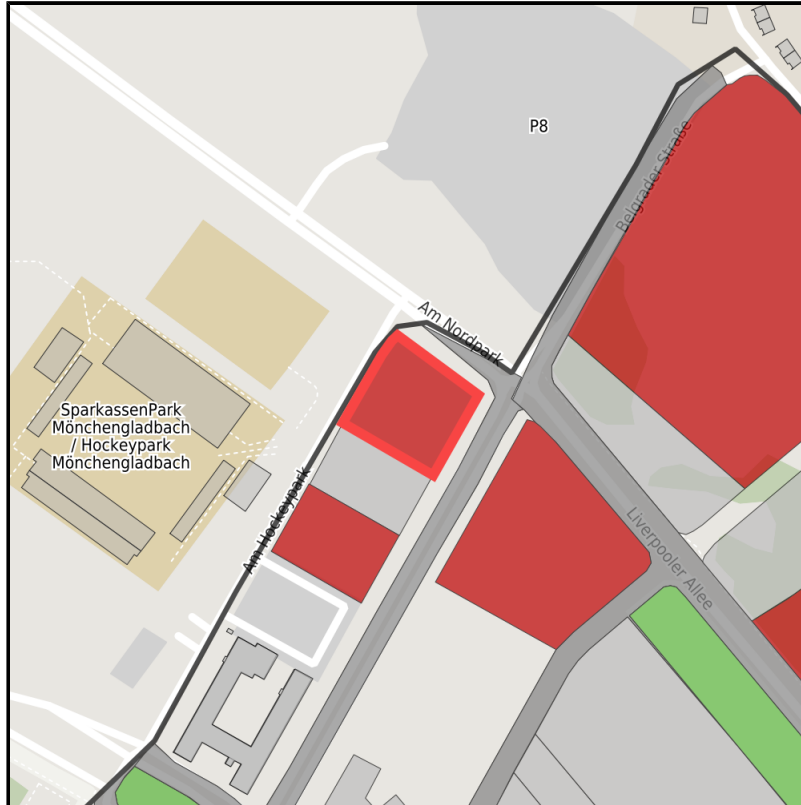 P8
Belgrader Straße
Am Nordpark
SparkassenPark
Mönchengladbach
/ Hockeypark
Mönchengladbach
Am Hockeypark
Liverpooler Allee